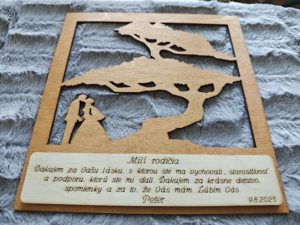 Milí rodičia
Ďakujem za Vašu lásku, s ktorou ste ma vychovali, starostlivosť
a podporu, ktorú ste mi dali. Ďakujem za krásne detstvo,
spomienky a za to, že Vás mám. Ľúbim Vás
Peter
9.8.2025